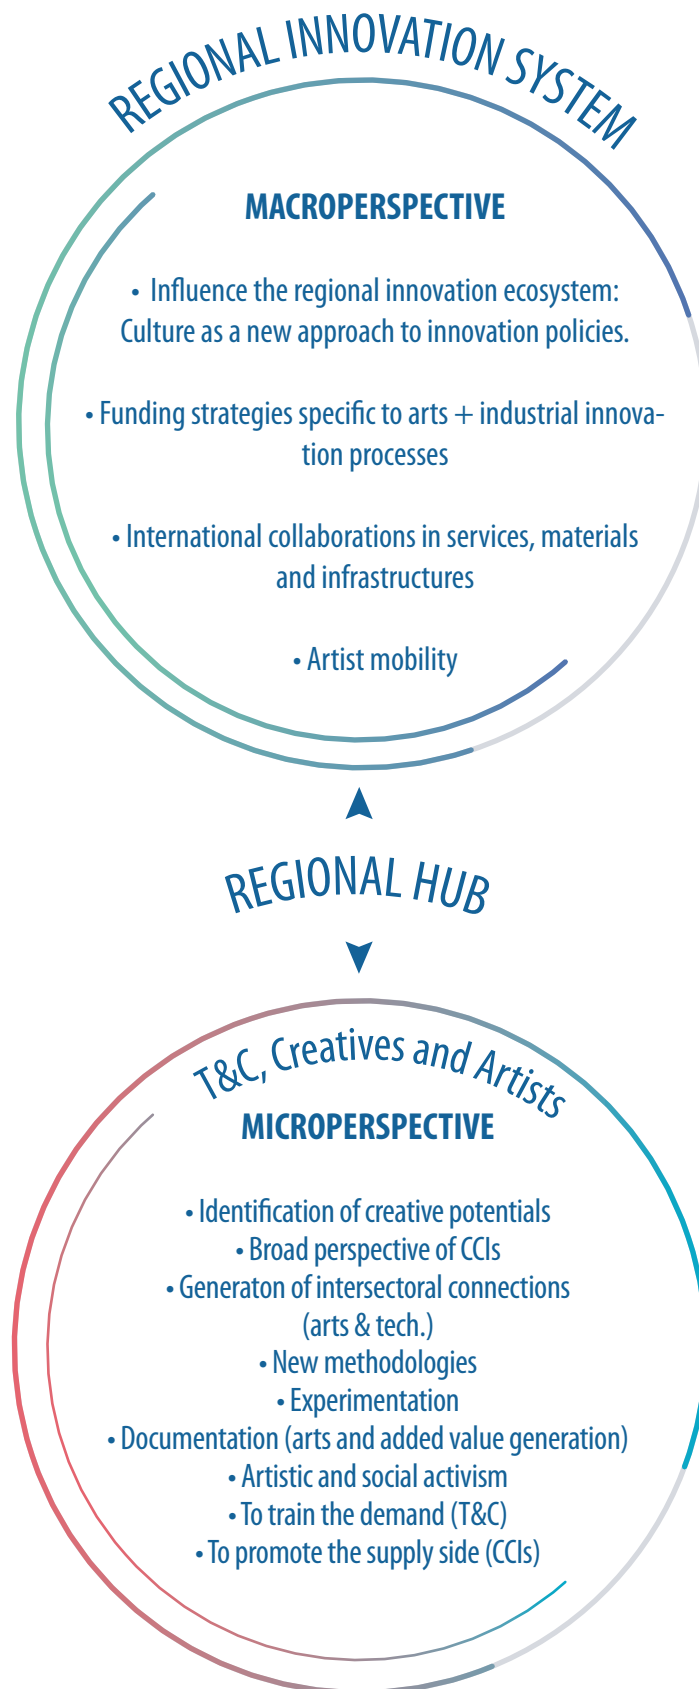 REGIONAL INNOVATION SYSTEM
MACROPERSPECTIVE
• Influence the regional innovation ecosystem:
Culture as a new approach to innovation policies.
• Funding strategies specific to arts + industrial innova-
tion processes
• International collaborations in services, materials
and infrastructures
• Artist mobility
REGIONAL HUB
T&C, Creatives and Artists
MICROPERSPECTIVE
• Identification of creative potentials
• Broad perspective of CCIs
• Generaton of intersectoral connections
(arts & tech.)
• New methodologies
• Experimentation
• Documentation (arts and added value generation)
• Artistic and social activism
• To train the demand (T&C)
• To promote the supply side (CCIs)